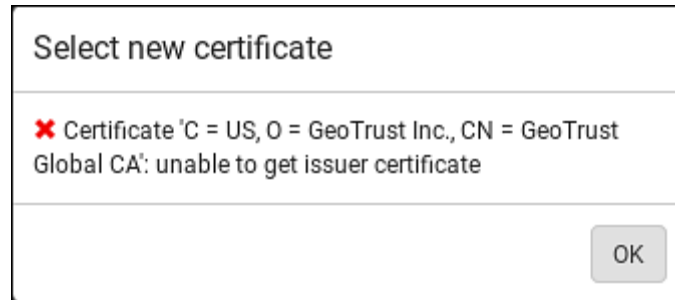 Select new certificate
✖ Certificate 'C = US, O = GeoTrust Inc., CN = GeoTrust
Global CA': unable to get issuer certificate
OK